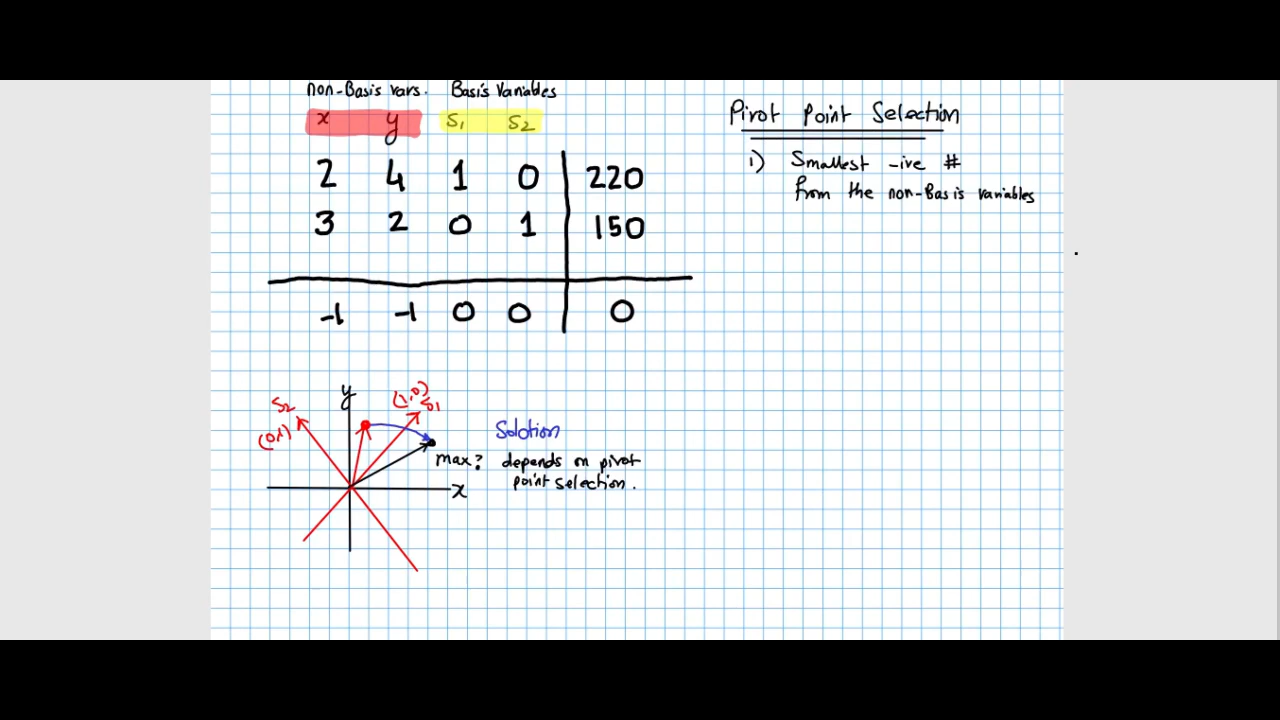 non-Basis vars. Basis Variables
x y S1 S2
2 4 1 0 220
3 2 0 1 150
-1 -1 0 0 0
Pivot Point Selection
1) Smallest -ive #
from the non-Basis variables
y
S2
(0,1)
(1,0)
S1
x
max?
Solution
depends on pivot
point selection.